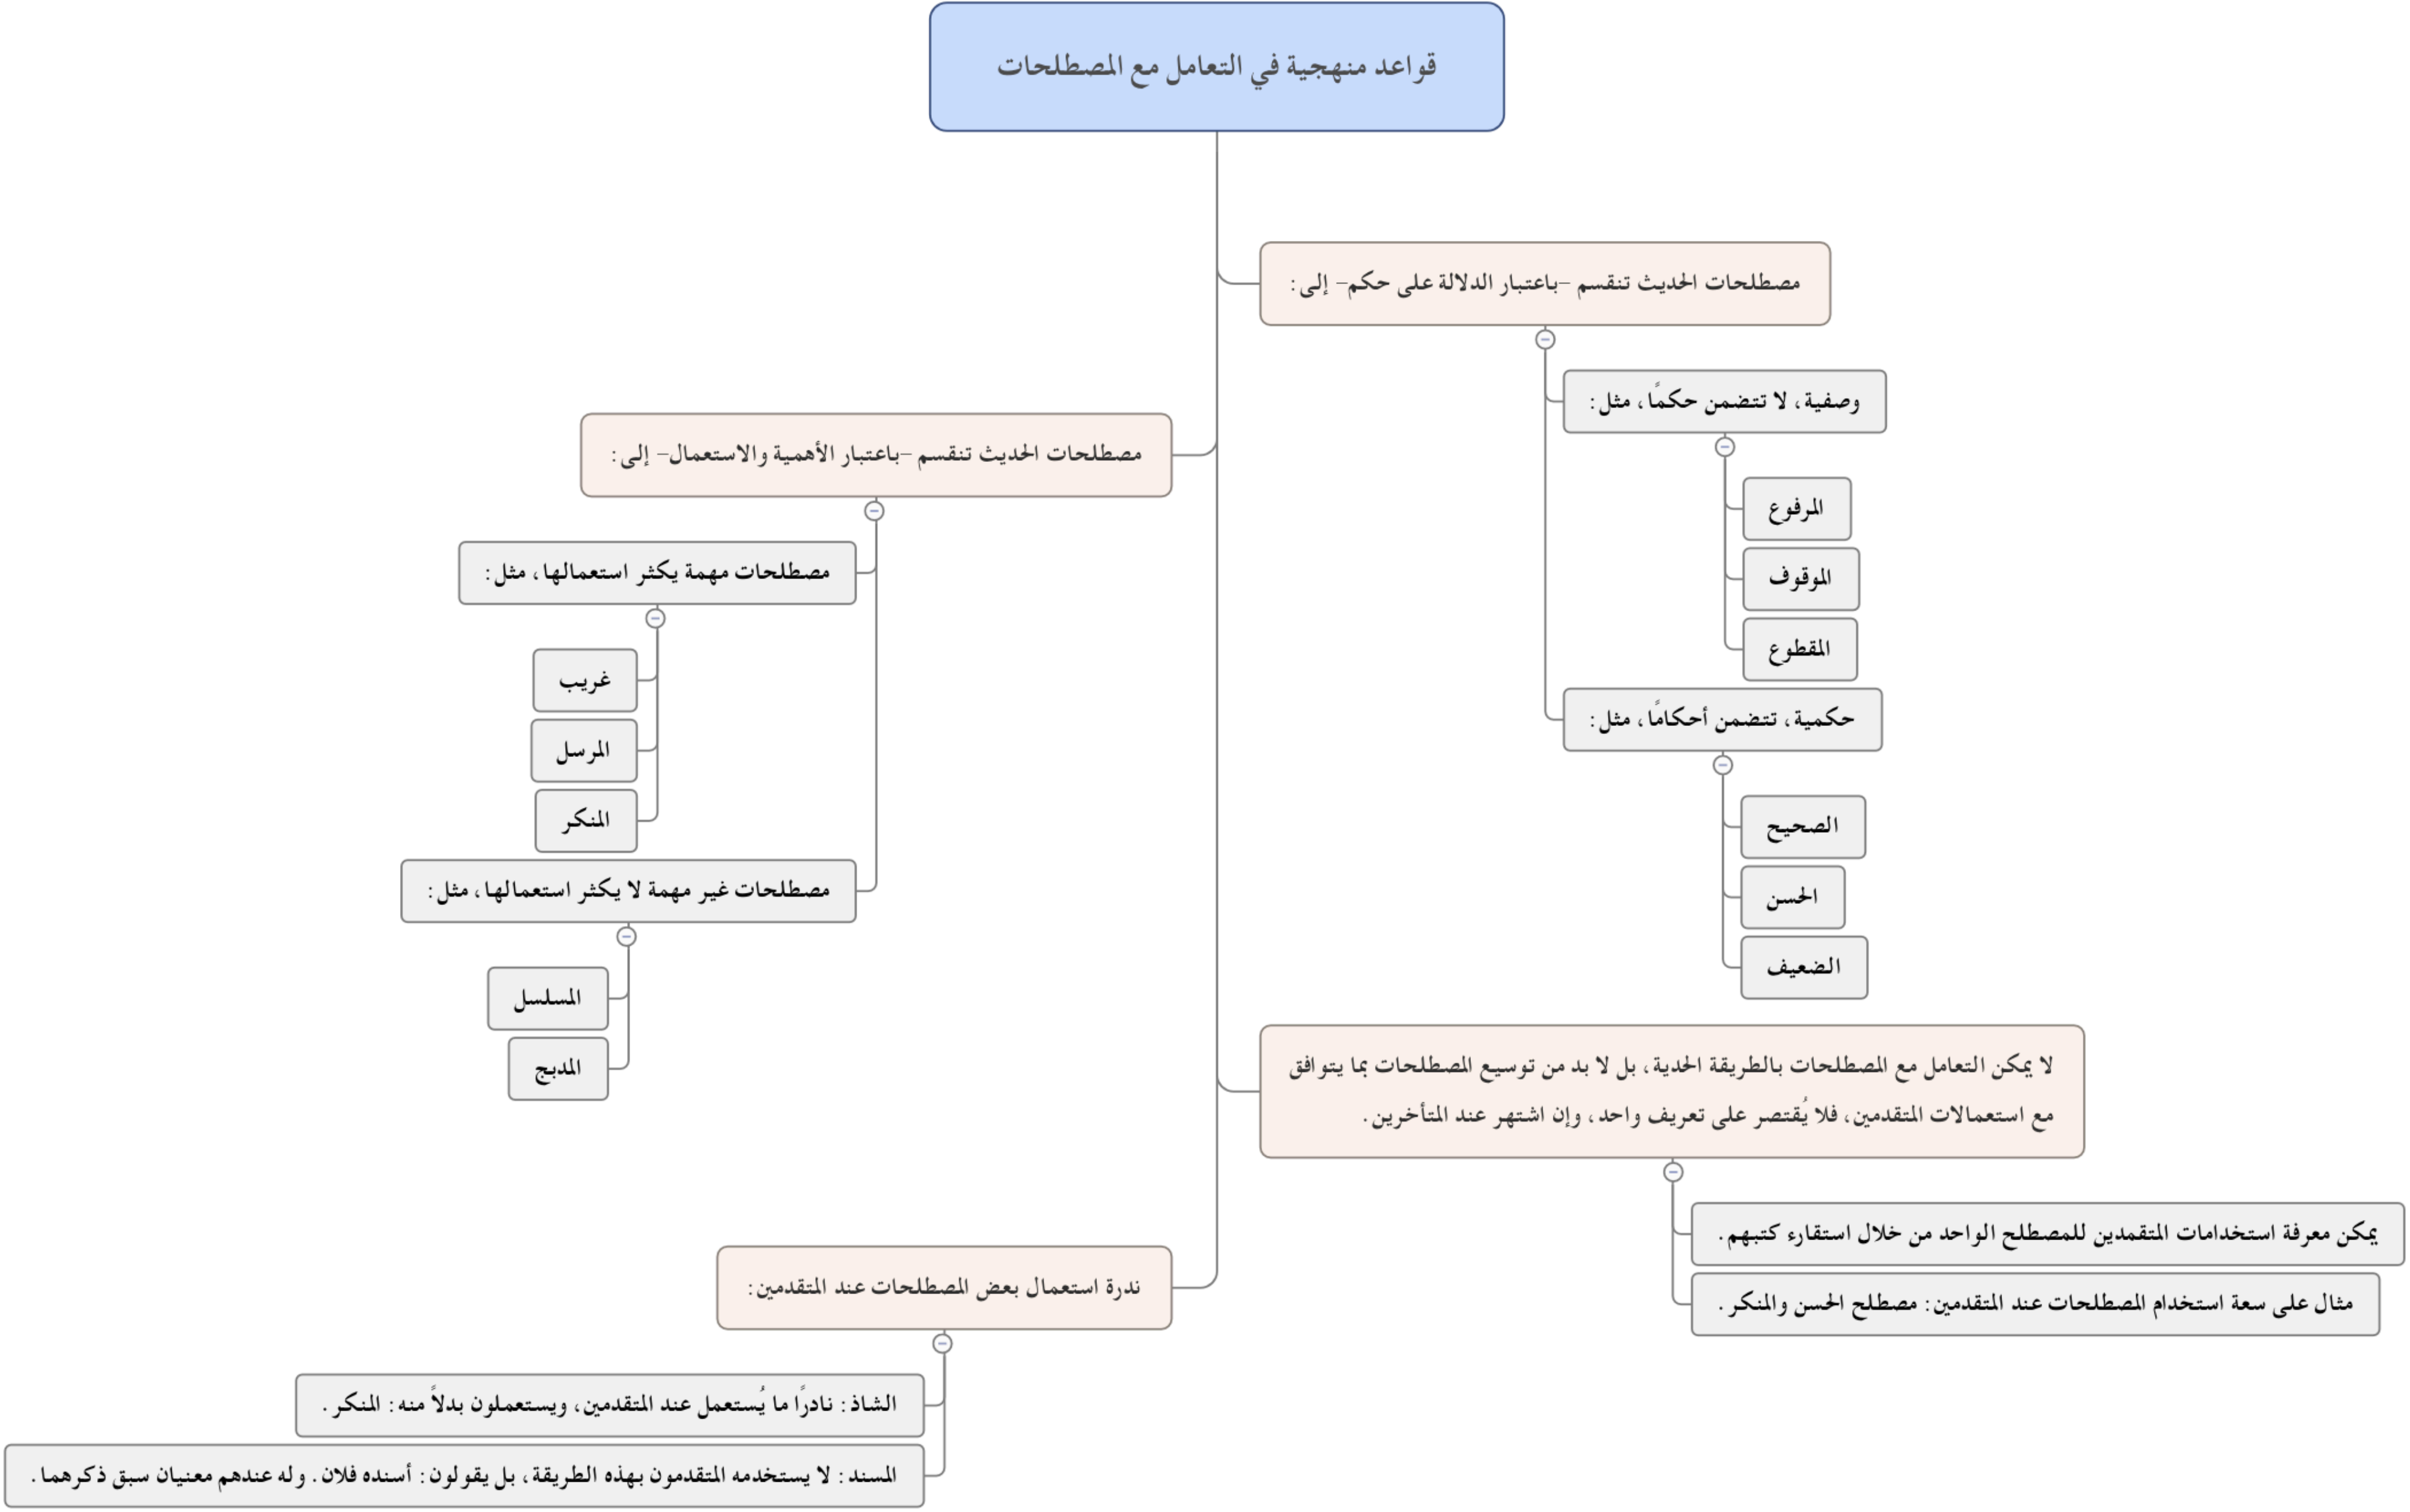 قواعد منهجية في التعامل مع المصطلحات
مصطلحات الحديث تنقسم –باعتبار الدلالة على حكم– إلى:
وصفية، لا تتضمن حكمًا، مثل:
المرفوع
الموقوف
المقطوع
حكمية، تتضمن أحكامًا، مثل:
الصحيح
الحسن
الضعيف
مصطلحات الحديث تنقسم –باعتبار الأهمية والاستعمال– إلى:
مصطلحات مهمة يكثر استعمالها، مثل:
غريب
المرسل
المنكر
مصطلحات غير مهمة لا يكثر استعمالها، مثل:
المسلسل
المدبج
لا يمكن التعامل مع المصطلحات بالطريقة الحدية، بل لا بد من توسيع المصطلحات بما يتوافق
مع استعمالات المتقدمين، فلا يُقتصر على تعريف واحد، وإن اشتهر عند المتأخرين.
يمكن معرفة استخدامات المتقمدين للمصطلح الواحد من خلال استقارء كتبهم.
مثال على سعة استخدام المصطلحات عند المتقدمين: مصطلح الحسن والمنكر.
ندرة استعمال بعض المصطلحات عند المتقدمين:
الشاذ: نادرًا ما يُستعمل عند المتقدمين، ويستعملون بدلاً منه: المنكر.
المسند: لا يستخدمه المتقدمون بهذه الطريقة، بل يقولون: أسنده فلان. وله عندهم معنيان سبق ذكرهما.